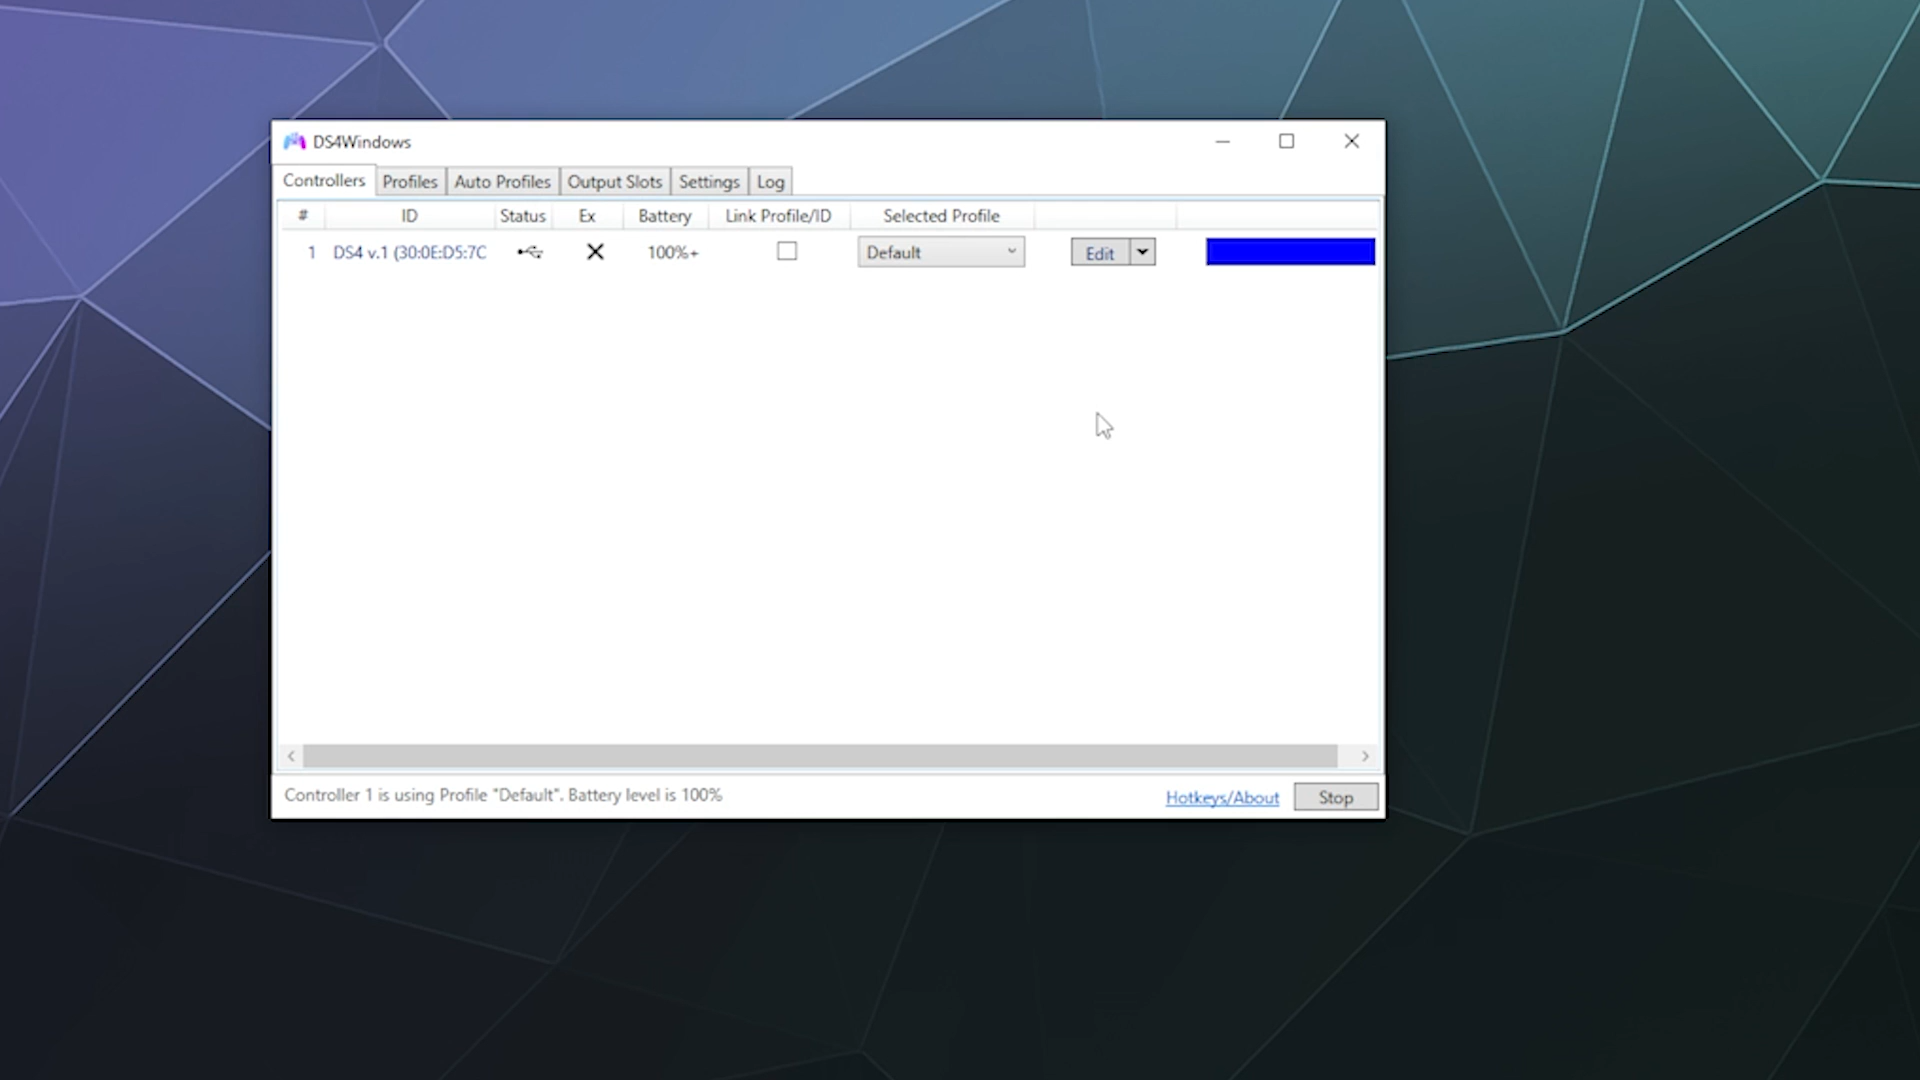 DS4Windows
Controllers Profiles Auto Profiles Output Slots Settings Log
# ID Status Ex Battery Link Profile/ID Selected Profile
1 DS4 v.1 (30:0E:D5:7C 100%+ Default Edit
Controller 1 is using Profile "Default". Battery level is 100% Hotkeys/About Stop